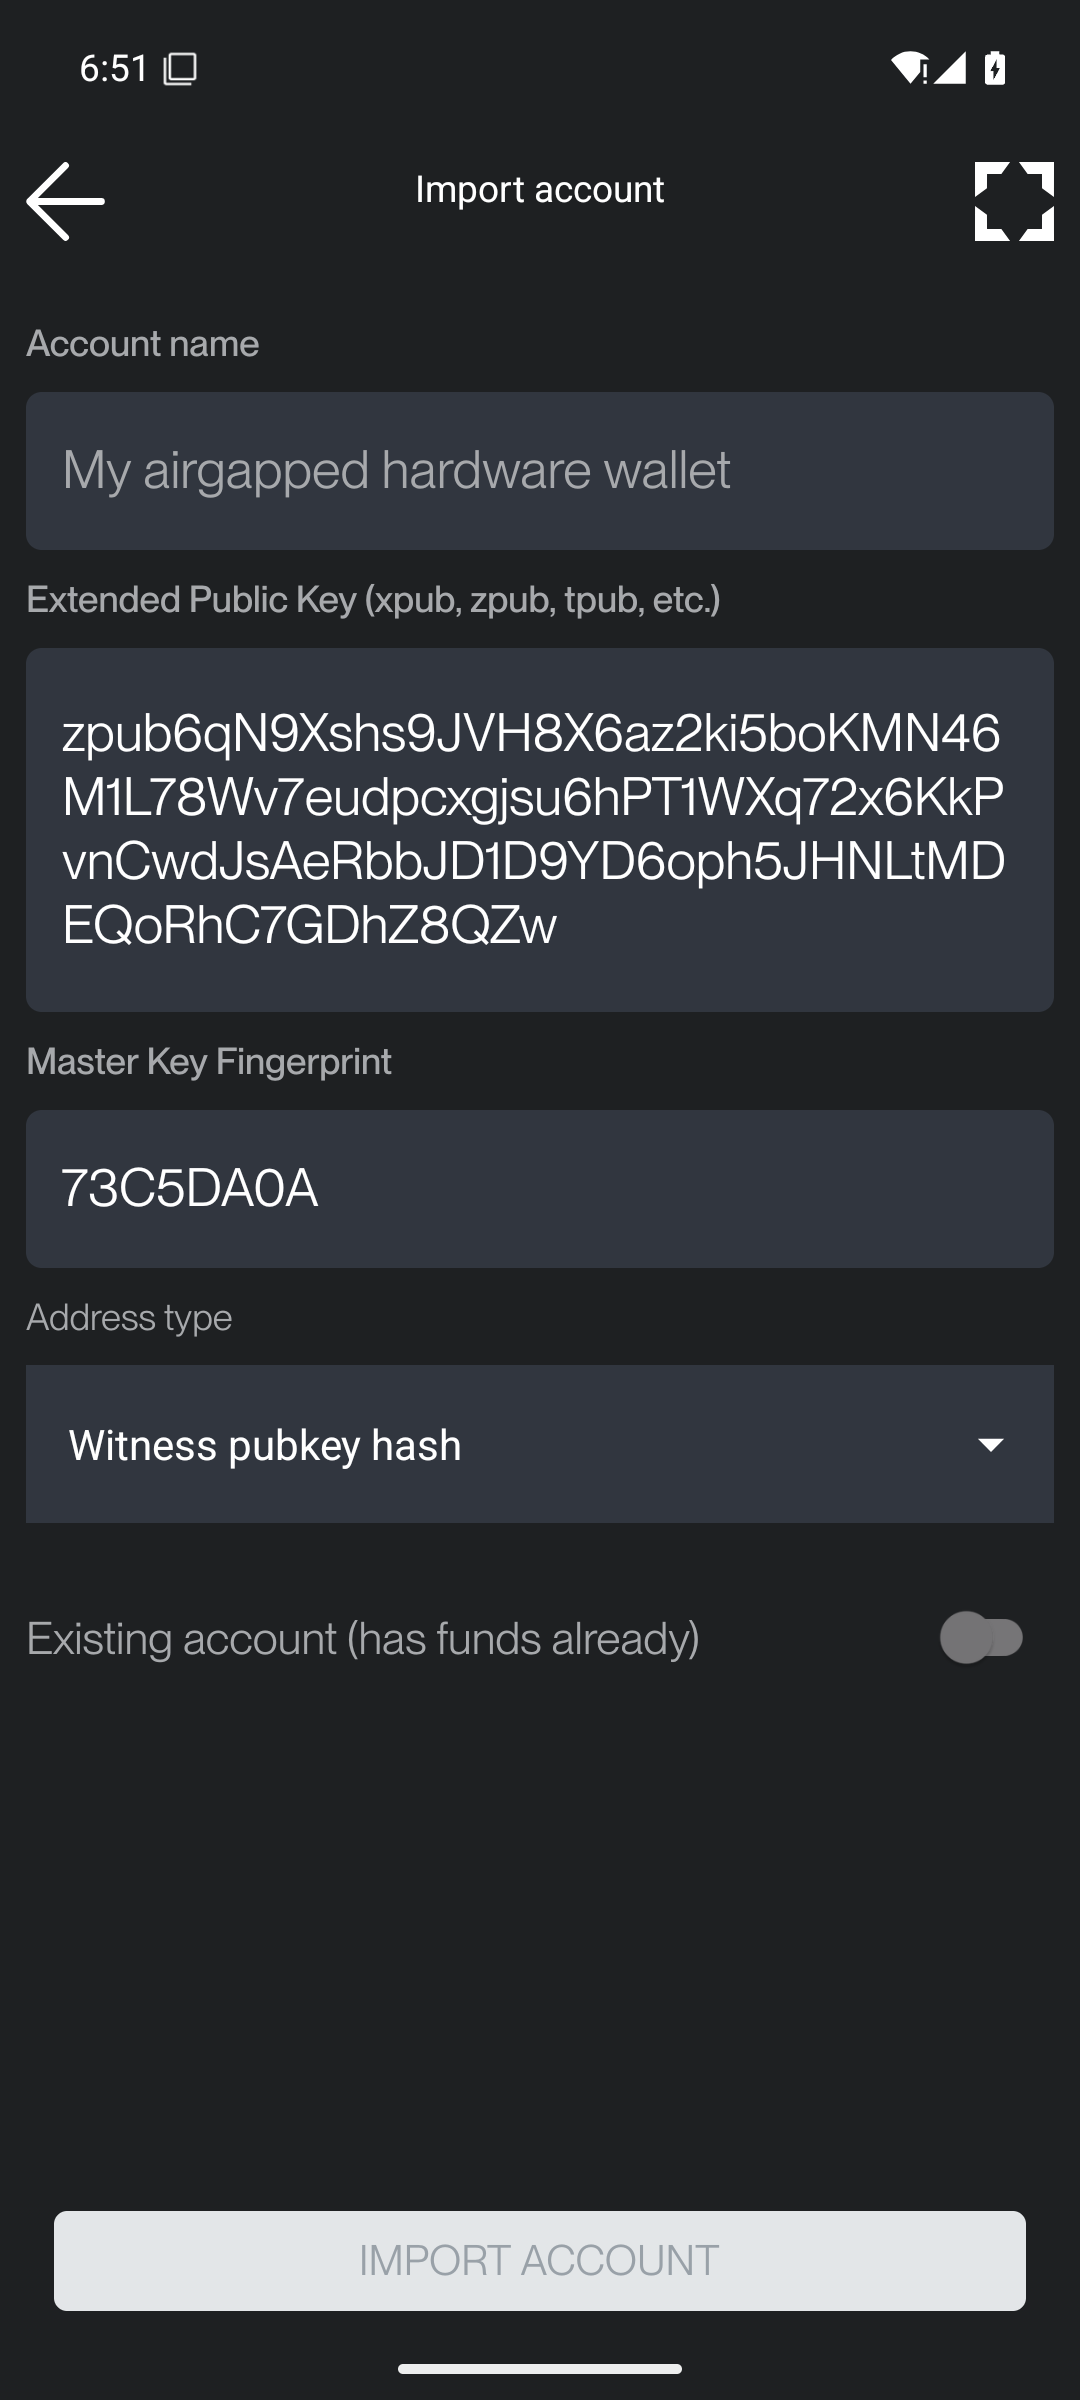 6:51
Import account
Account name
My airgapped hardware wallet
Extended Public Key (xpub, zpub, tpub, etc.)
zpub6qN9Xshs9JVH8X6az2ki5boKMN46
M1L78Wv7eudpcxgjsu6hPT1WXq72x6KkP
vnCwdJsAeRbbJD1D9YD6oph5JHNLtMD
EQoRhC7GDhZ8QZw
Master Key Fingerprint
73C5DA0A
Address type
Witness pubkey hash
Existing account (has funds already)
IMPORT ACCOUNT